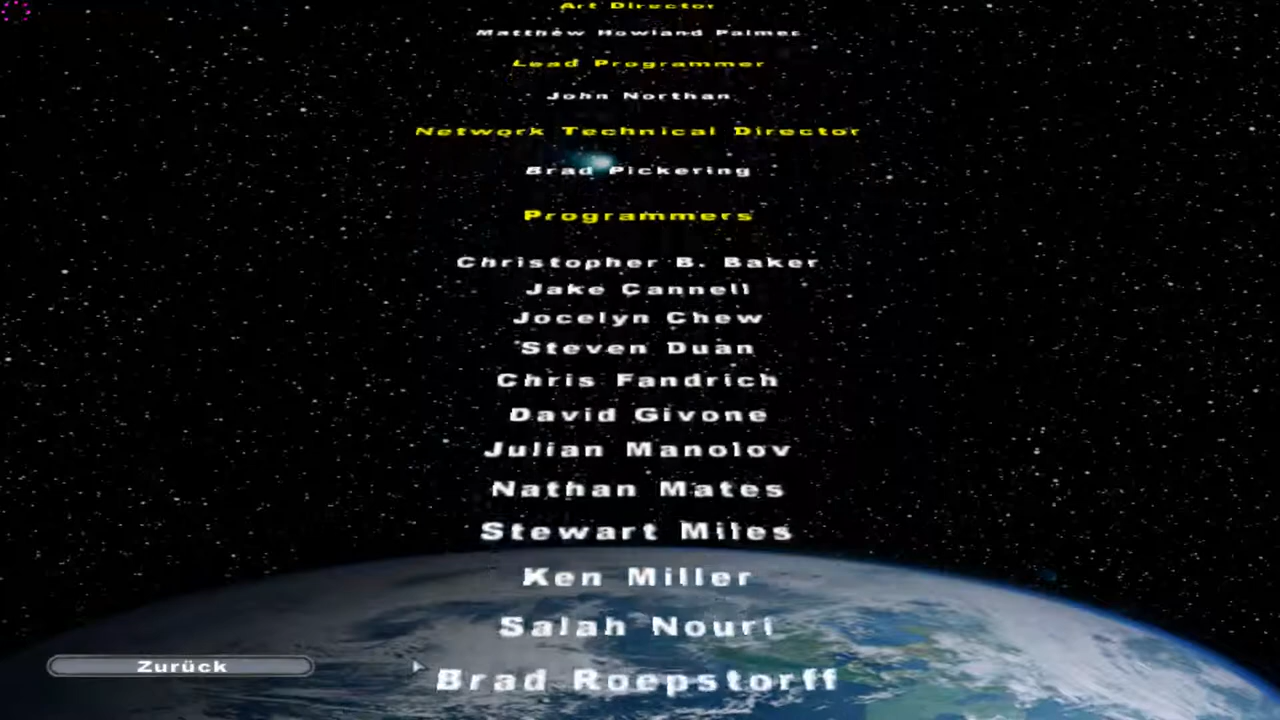 Art Director
Matthew Howland Palmer
Lead Programmer
John Northan
Network Technical Director
Brad Pickering
Programmers
Christopher B. Baker
Jake Cannell
Jocelyn Chew
Steven Duan
Chris Fandrich
David Givone
Julian Manolov
Nathan Mates
Stewart Miles
Ken Miller
Salah Nouri
Zurück
Brad Roepstorff